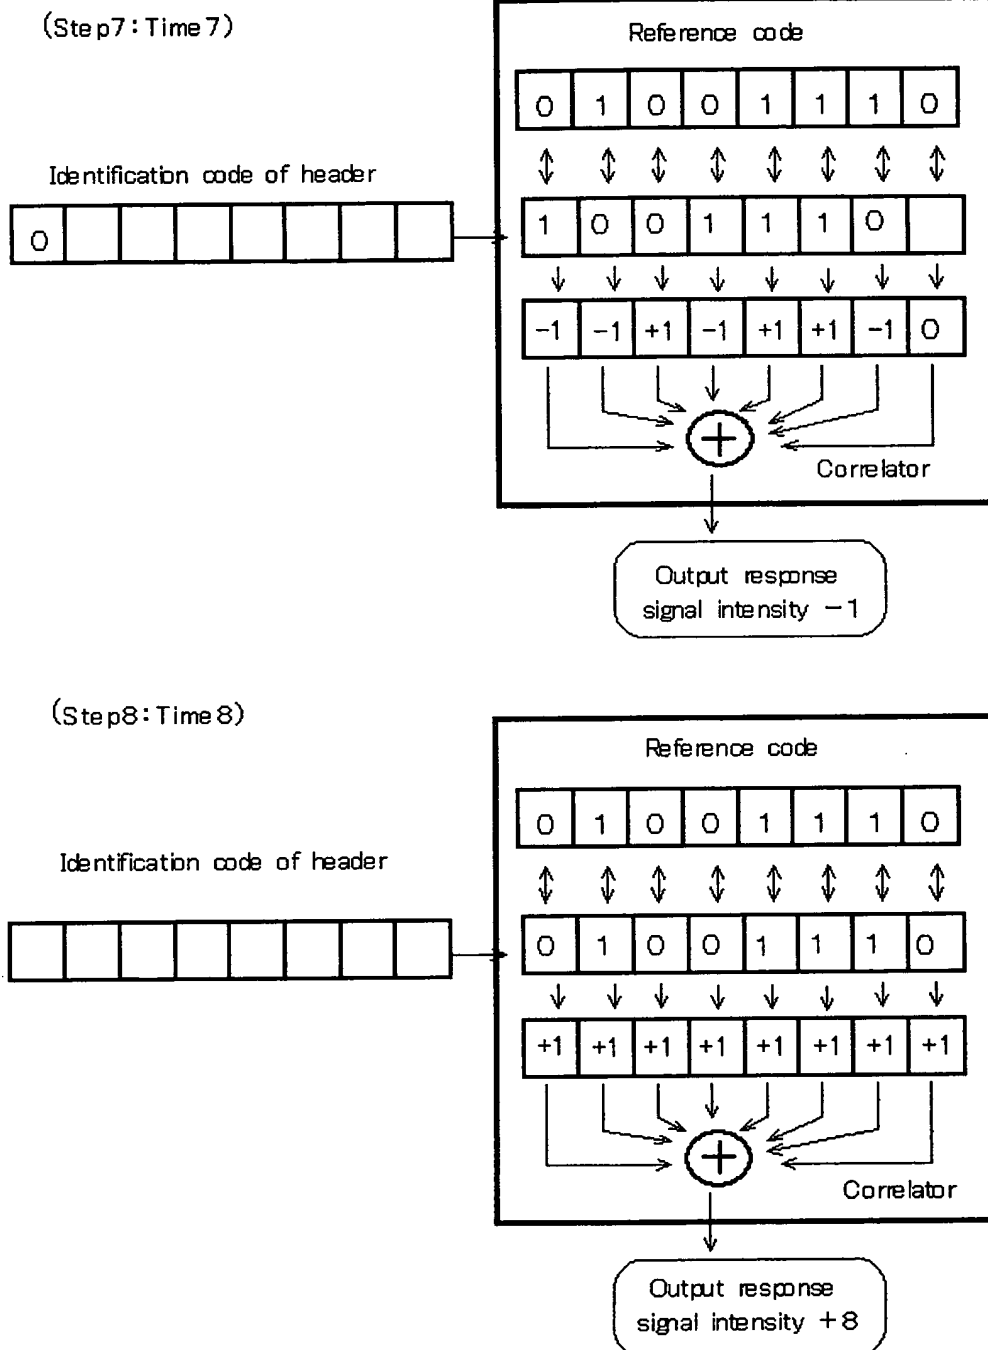 (Step7:Time7)
Reference code
0 1 0 0 1 1 1 0
Identification code of header
0
1 0 0 1 1 1 0
-1 -1 +1 -1 +1 +1 -1 0
+
Correlator
Output response
signal intensity -1
(Step8:Time8)
Reference code
0 1 0 0 1 1 1 0
Identification code of header
0 1 0 0 1 1 1 0
+1 +1 +1 +1 +1 +1 +1 +1
+
Correlator
Output response
signal intensity +8